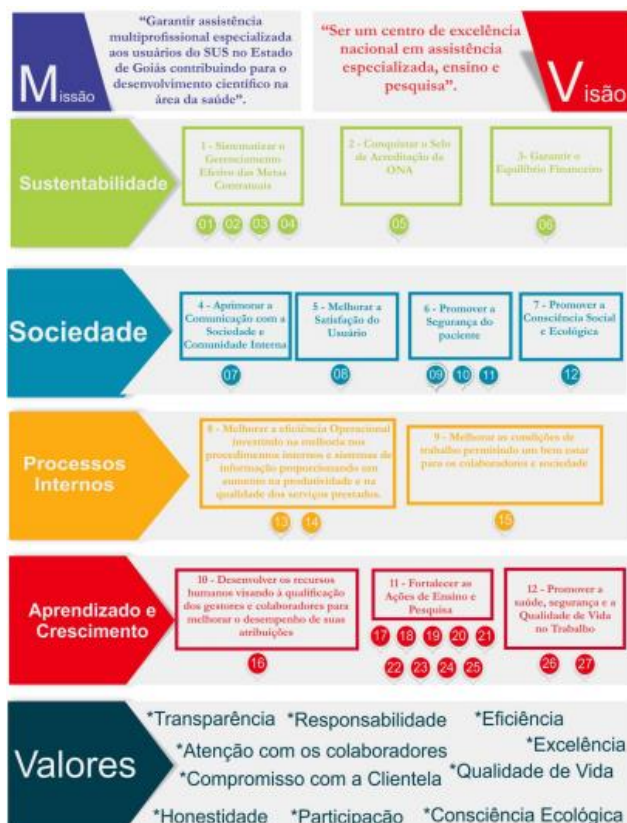 Missão
“Garantir assistência
multiprofissional especializada
aos usuários do SUS no Estado
de Goiás contribuindo para o
desenvolvimento científico na
área da saúde”.
“Ser um centro de excelência
nacional em assistência
especializada, ensino e
pesquisa”.
Visão
Sustentabilidade
1 - Sistematizar o
Gerenciamento
Efetivo das Metas
Contratuais
01 02 03 04
2 - Conquistar o Selo
de Acreditação da
ONA
05
3- Garantir o
Equilíbrio Financeiro
06
Sociedade
4 - Aprimorar a
Comunicação com a
Sociedade e
Comunidade Interna
07
5 - Melhorar a
Satisfação do
Usuário
08
6 - Promover a
Segurança do
paciente
09 10 11
7 - Promover a
Consciência Social
e Ecológica
12
Processos
Internos
8 - Melhorar a eficiência Operacional
investindo na melhoria nos
procedimentos internos e sistemas de
informação proporcionando um
aumento na produtividade e na
qualidade dos serviços prestados.
13 14
9 - Melhorar as condições de
trabalho permitindo um bem estar
para os colaboradores e sociedade
15
Aprendizado e
Crescimento
10 - Desenvolver os recursos
humanos visando à qualificação
dos gestores e colaboradores para
melhorar o desempenho de suas
atribuições
16
11 - Fortalecer as
Ações de Ensino e
Pesquisa
17 18 19 20 21
22 23 24 25
12 - Promover a
saúde, segurança e a
Qualidade de Vida
no Trabalho
26 27
Valores
*Transparência *Responsabilidade *Eficiência
*Atenção com os colaboradores *Excelência
*Compromisso com a Clientela *Qualidade de Vida
*Honestidade *Participação *Consciência Ecológica